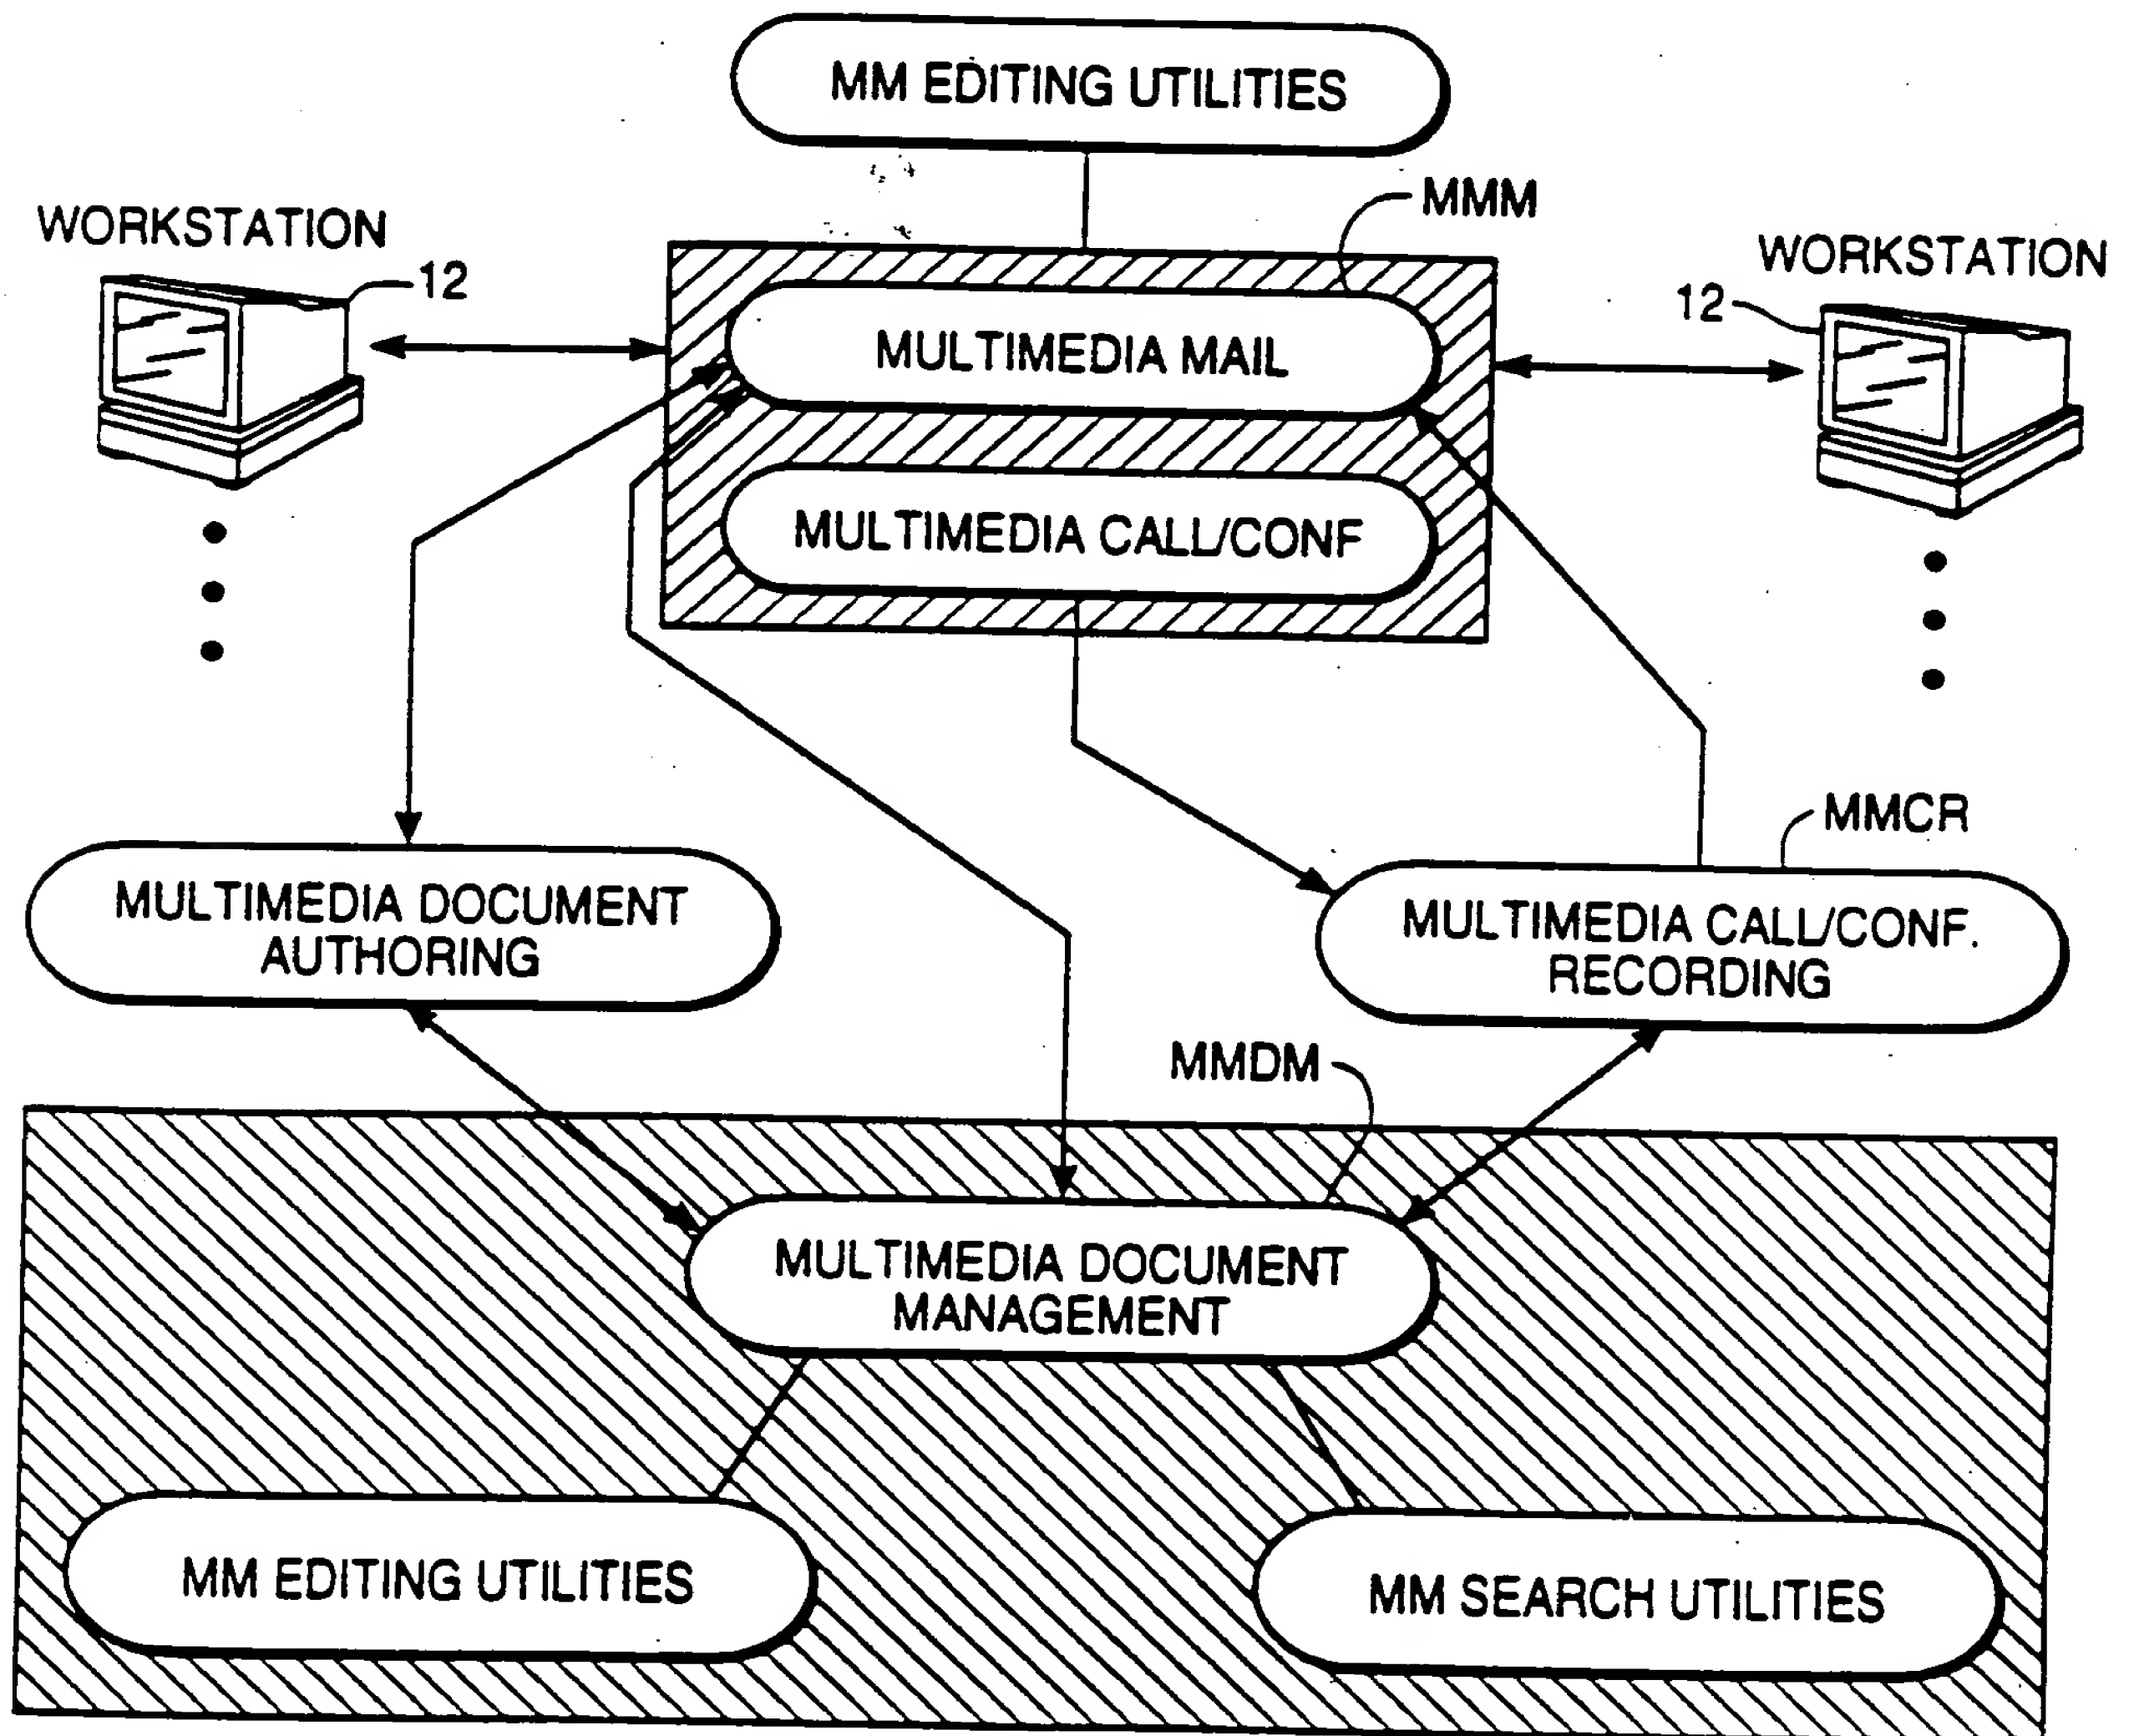 MM EDITING UTILITIES
MMM
WORKSTATION
12
WORKSTATION
12
MULTIMEDIA MAIL
MULTIMEDIA CALL/CONF
MMCR
MULTIMEDIA DOCUMENT
AUTHORING
MULTIMEDIA CALL/CONF.
RECORDING
MMDM
MULTIMEDIA DOCUMENT
MANAGEMENT
MM EDITING UTILITIES
MM SEARCH UTILITIES